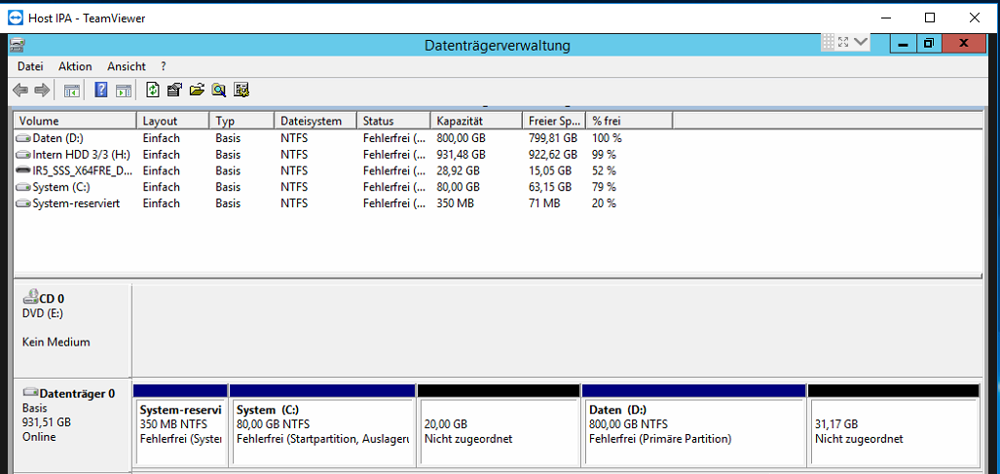 Host IPA - TeamViewer
Datenträgerverwaltung
Datei Aktion Ansicht ?
Volume Layout Typ Dateisystem Status Kapazität Freier Sp... % frei
Daten (D:) Einfach Basis NTFS Fehlerfrei (... 800,00 GB 799,81 GB 100 %
Intern HDD 3/3 (H:) Einfach Basis NTFS Fehlerfrei (... 931,48 GB 922,62 GB 99 %
IR5_SSS_X64FRE_D... Einfach Basis NTFS Fehlerfrei (... 28,92 GB 15,05 GB 52 %
System (C:) Einfach Basis NTFS Fehlerfrei (... 80,00 GB 63,15 GB 79 %
System-reserviert Einfach Basis NTFS Fehlerfrei (... 350 MB 71 MB 20 %
CD 0
DVD (E:)
Kein Medium
Datenträger 0
Basis
931,51 GB
Online
System-reservi
350 MB NTFS
Fehlerfrei (System
System (C:)
80,00 GB NTFS
Fehlerfrei (Startpartition, Auslageru
20,00 GB
Nicht zugeordnet
Daten (D:)
800,00 GB NTFS
Fehlerfrei (Primäre Partition)
31,17 GB
Nicht zugeordnet